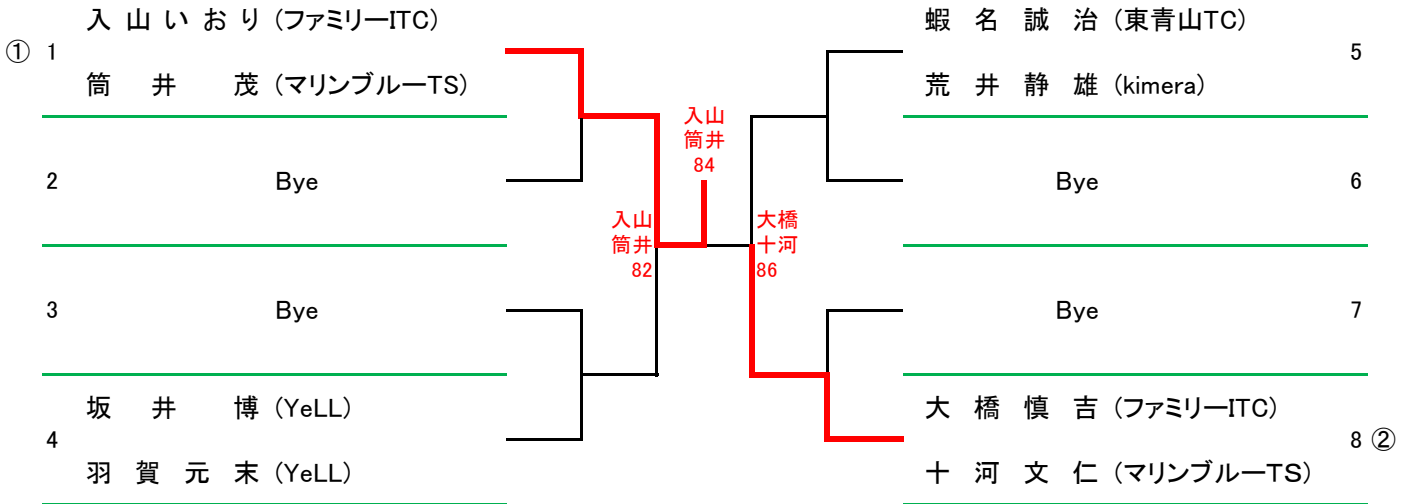 入山いおり (ファミリーITC)
① 1
筒井茂 (マリンブルーTS)
2 Bye
3 Bye
坂井博 (YeLL)
4
羽賀元末 (YeLL)
入山
筒井
84
入山
筒井
82
大橋
十河
86
蝦名誠治 (東青山TC)
5
荒井静雄 (kimera)
Bye 6
Bye 7
大橋慎吉 (ファミリーITC)
8 ②
十河文仁 (マリンブルーTS)